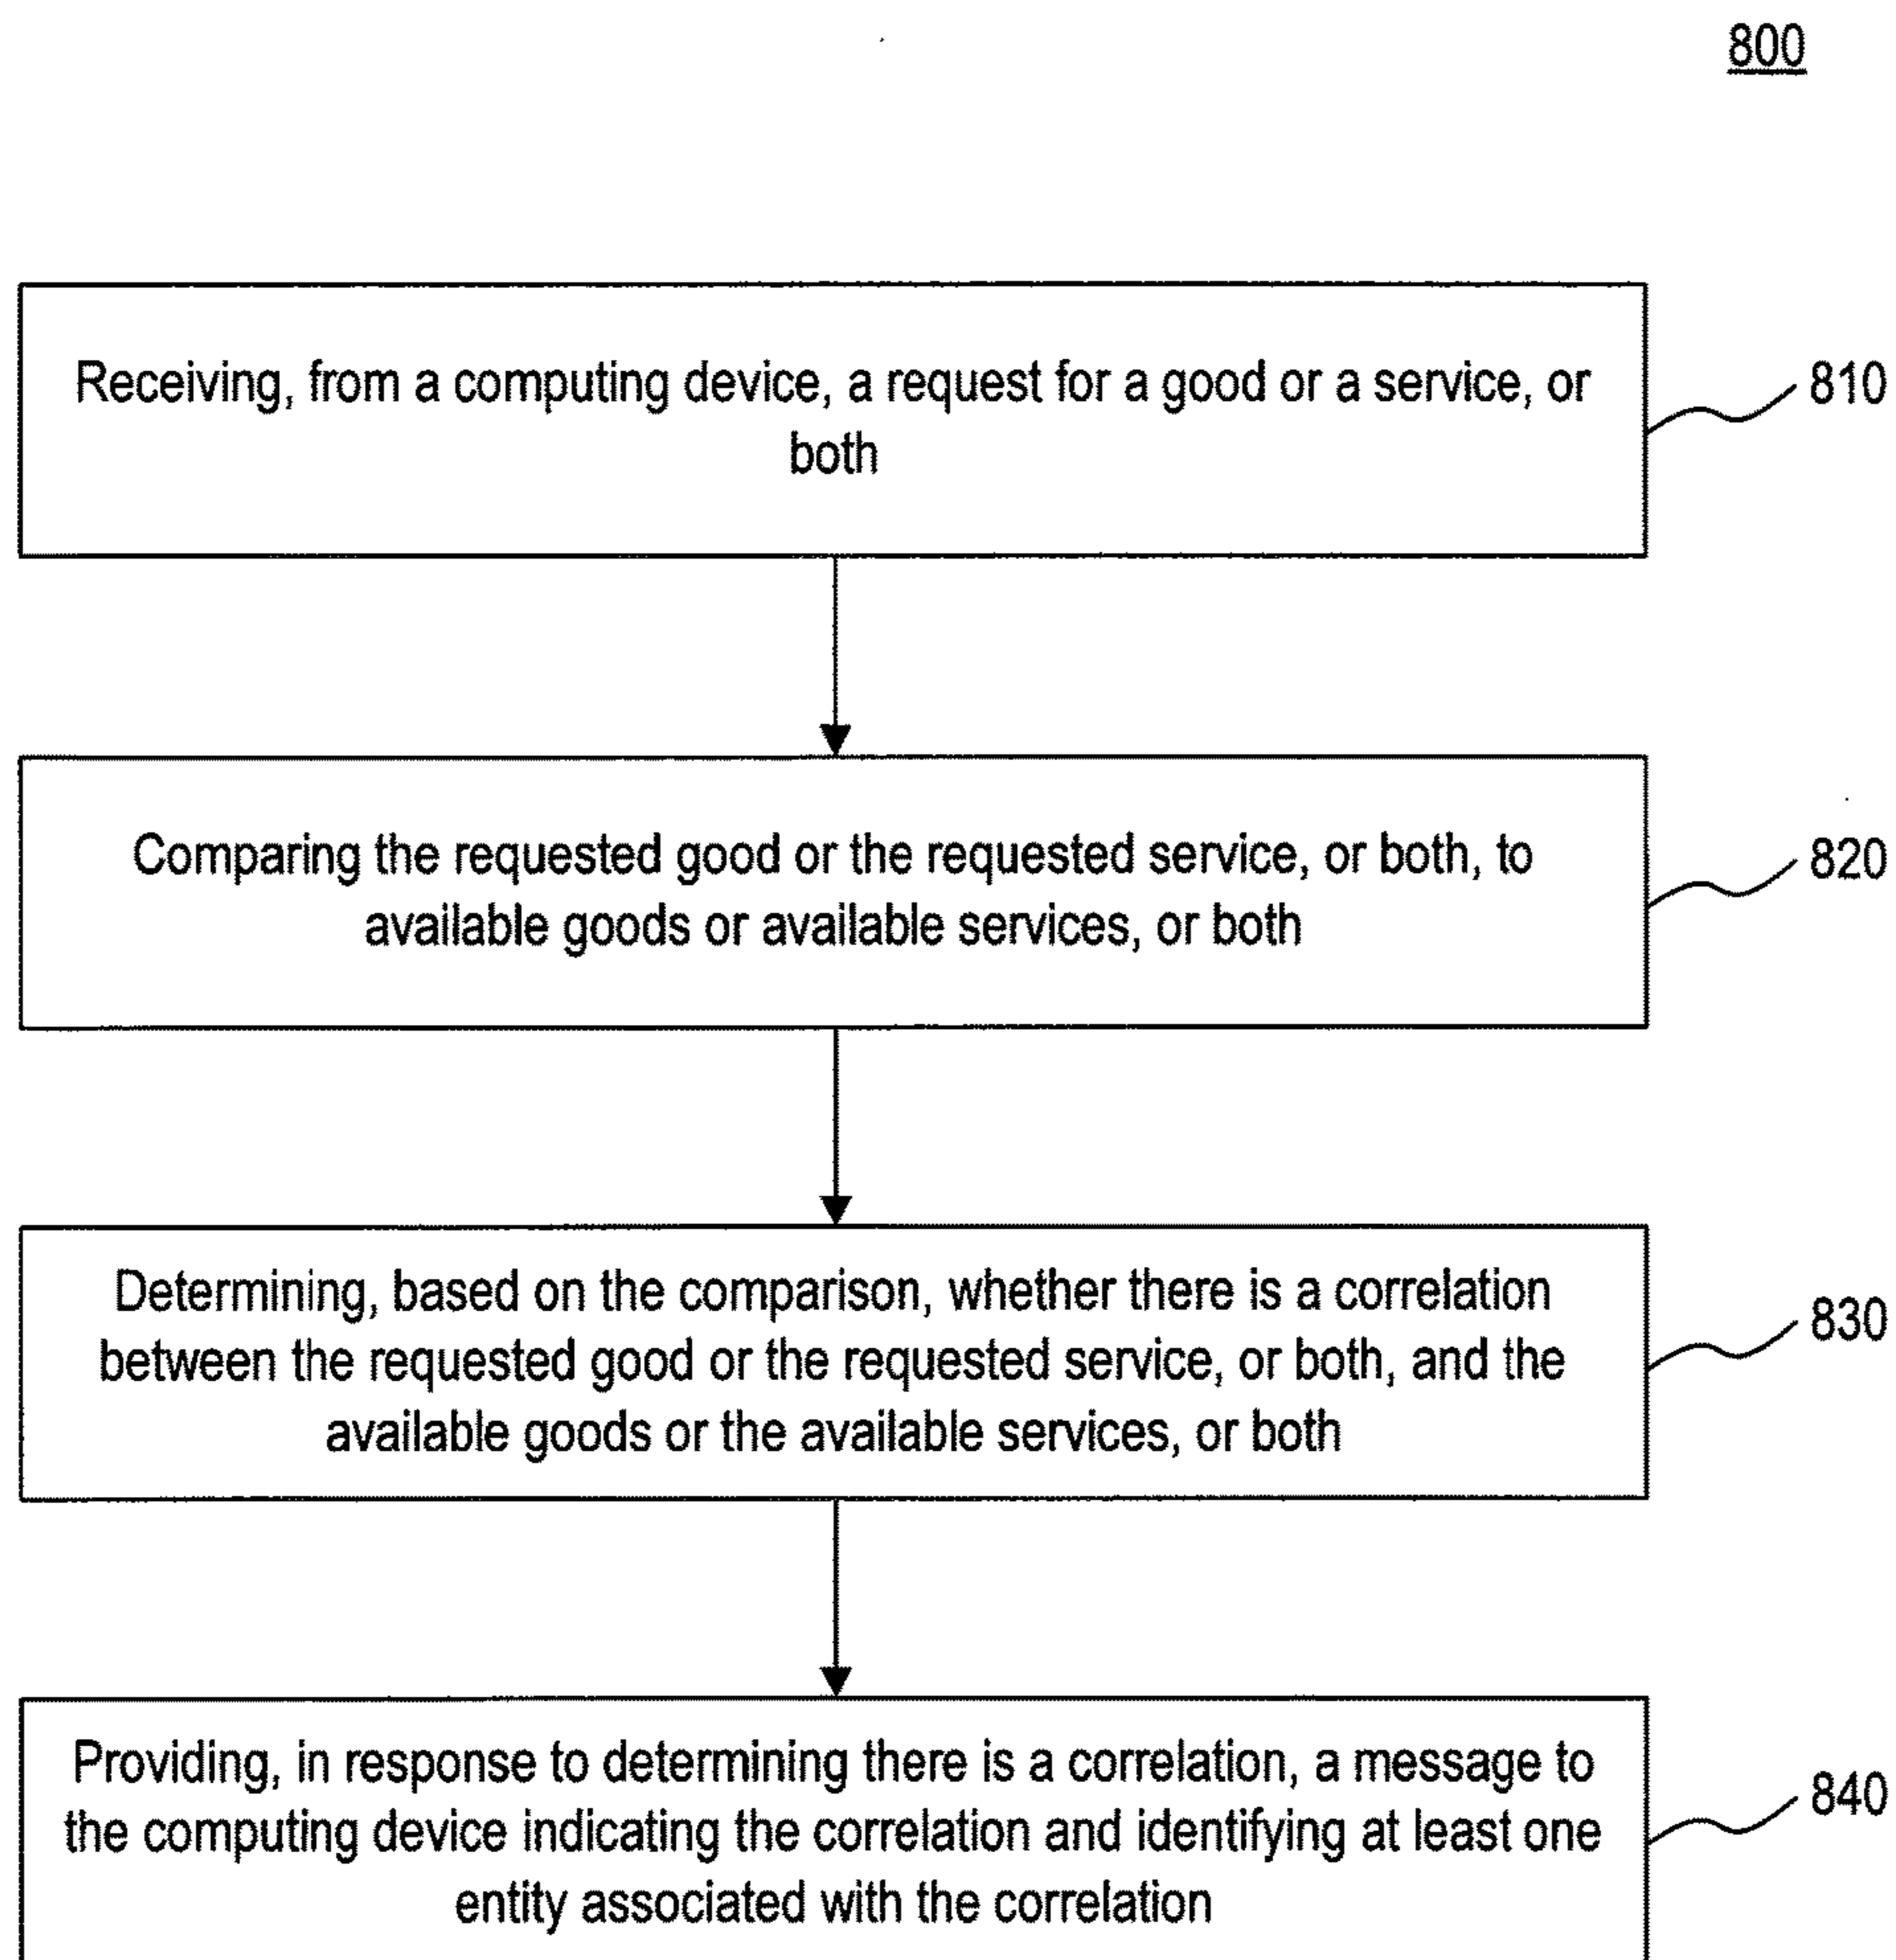 800
Receiving, from a computing device, a request for a good or a service, or
both
810
Comparing the requested good or the requested service, or both, to
available goods or available services, or both
820
Determining, based on the comparison, whether there is a correlation
between the requested good or the requested service, or both, and the
available goods or the available services, or both
830
Providing, in response to determining there is a correlation, a message to
the computing device indicating the correlation and identifying at least one
entity associated with the correlation
840